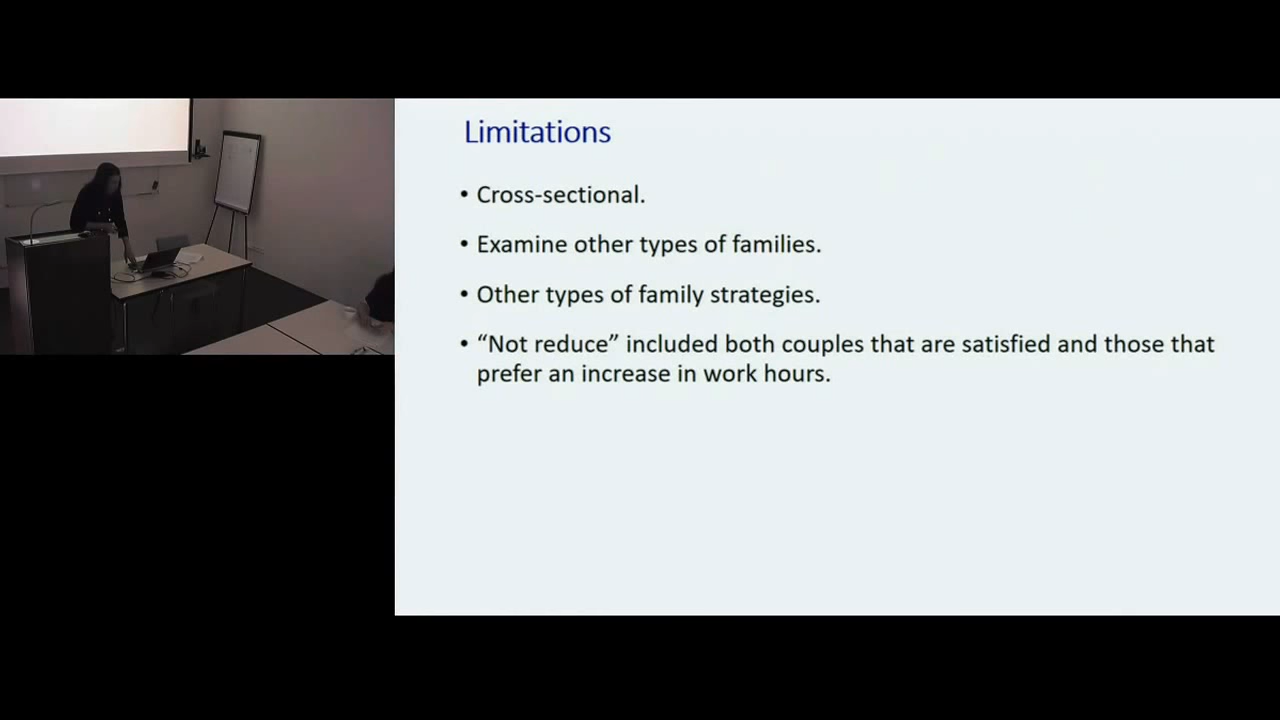 Limitations
• Cross-sectional.
• Examine other types of families.
• Other types of family strategies.
• “Not reduce” included both couples that are satisfied and those that
prefer an increase in work hours.